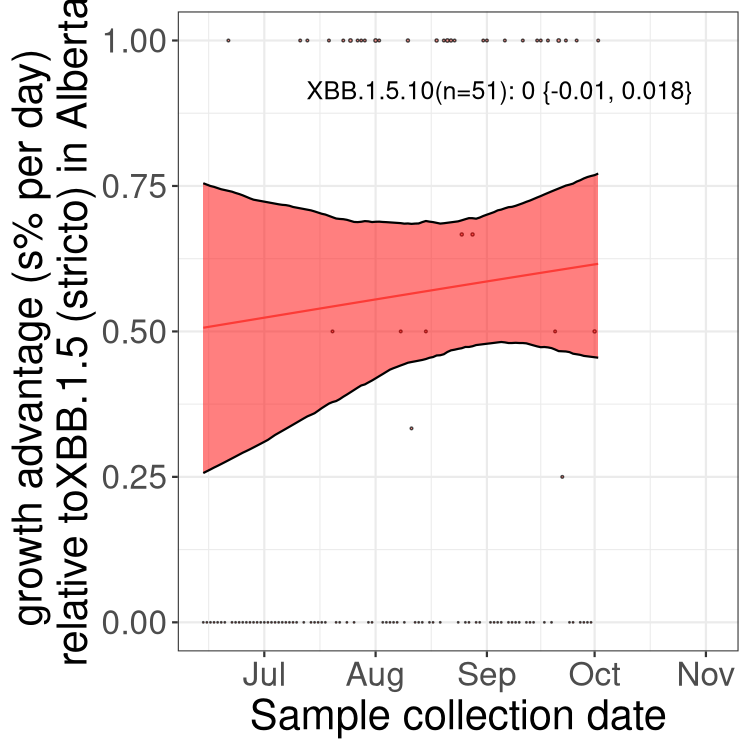 growth advantage (s% per day)
relative toXBB.1.5 (stricto) in Alberta
1.00
0.75
0.50
0.25
0.00
XBB.1.5.10(n=51): 0 {-0.01, 0.018}
Jul Aug Sep Oct Nov
Sample collection date